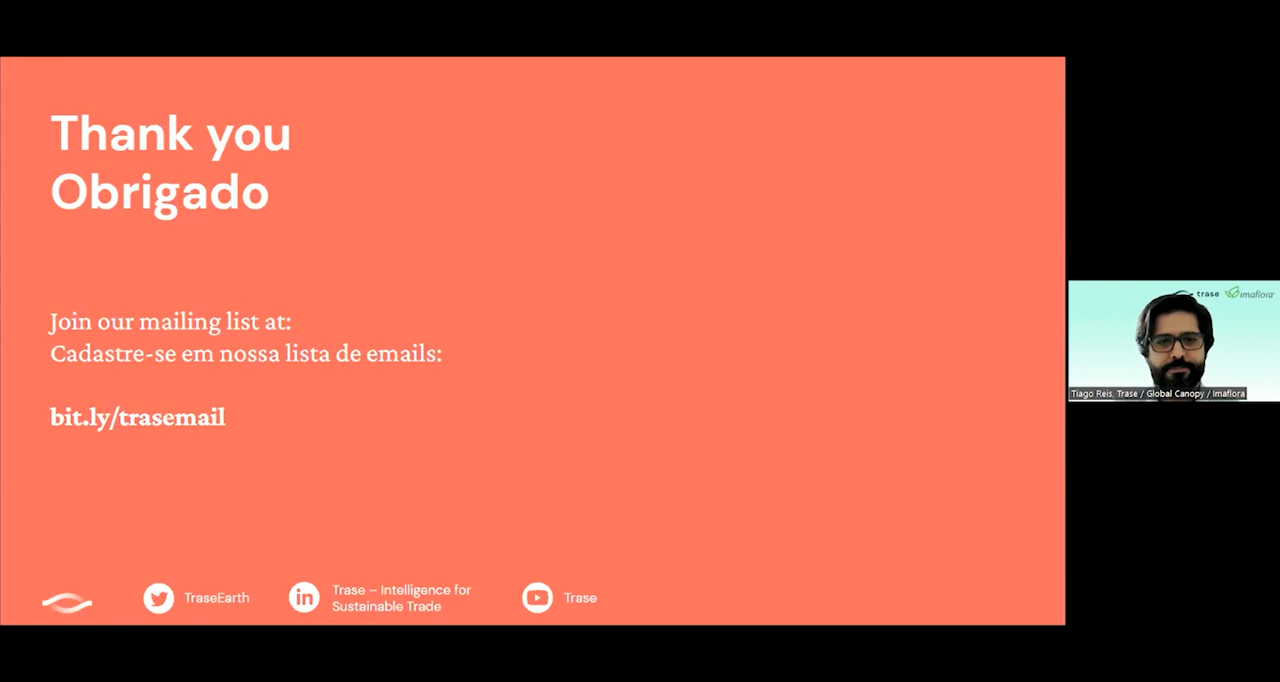 Thank you
Obrigado
Join our mailing list at:
Cadastre-se em nossa lista de emails:
bit.ly/trasemail
TraseEarth
in
Trase – Intelligence for
Sustainable Trade
Trase
trase
imaflora
Tiago Reis, Trase / Global Canopy / Imaflora